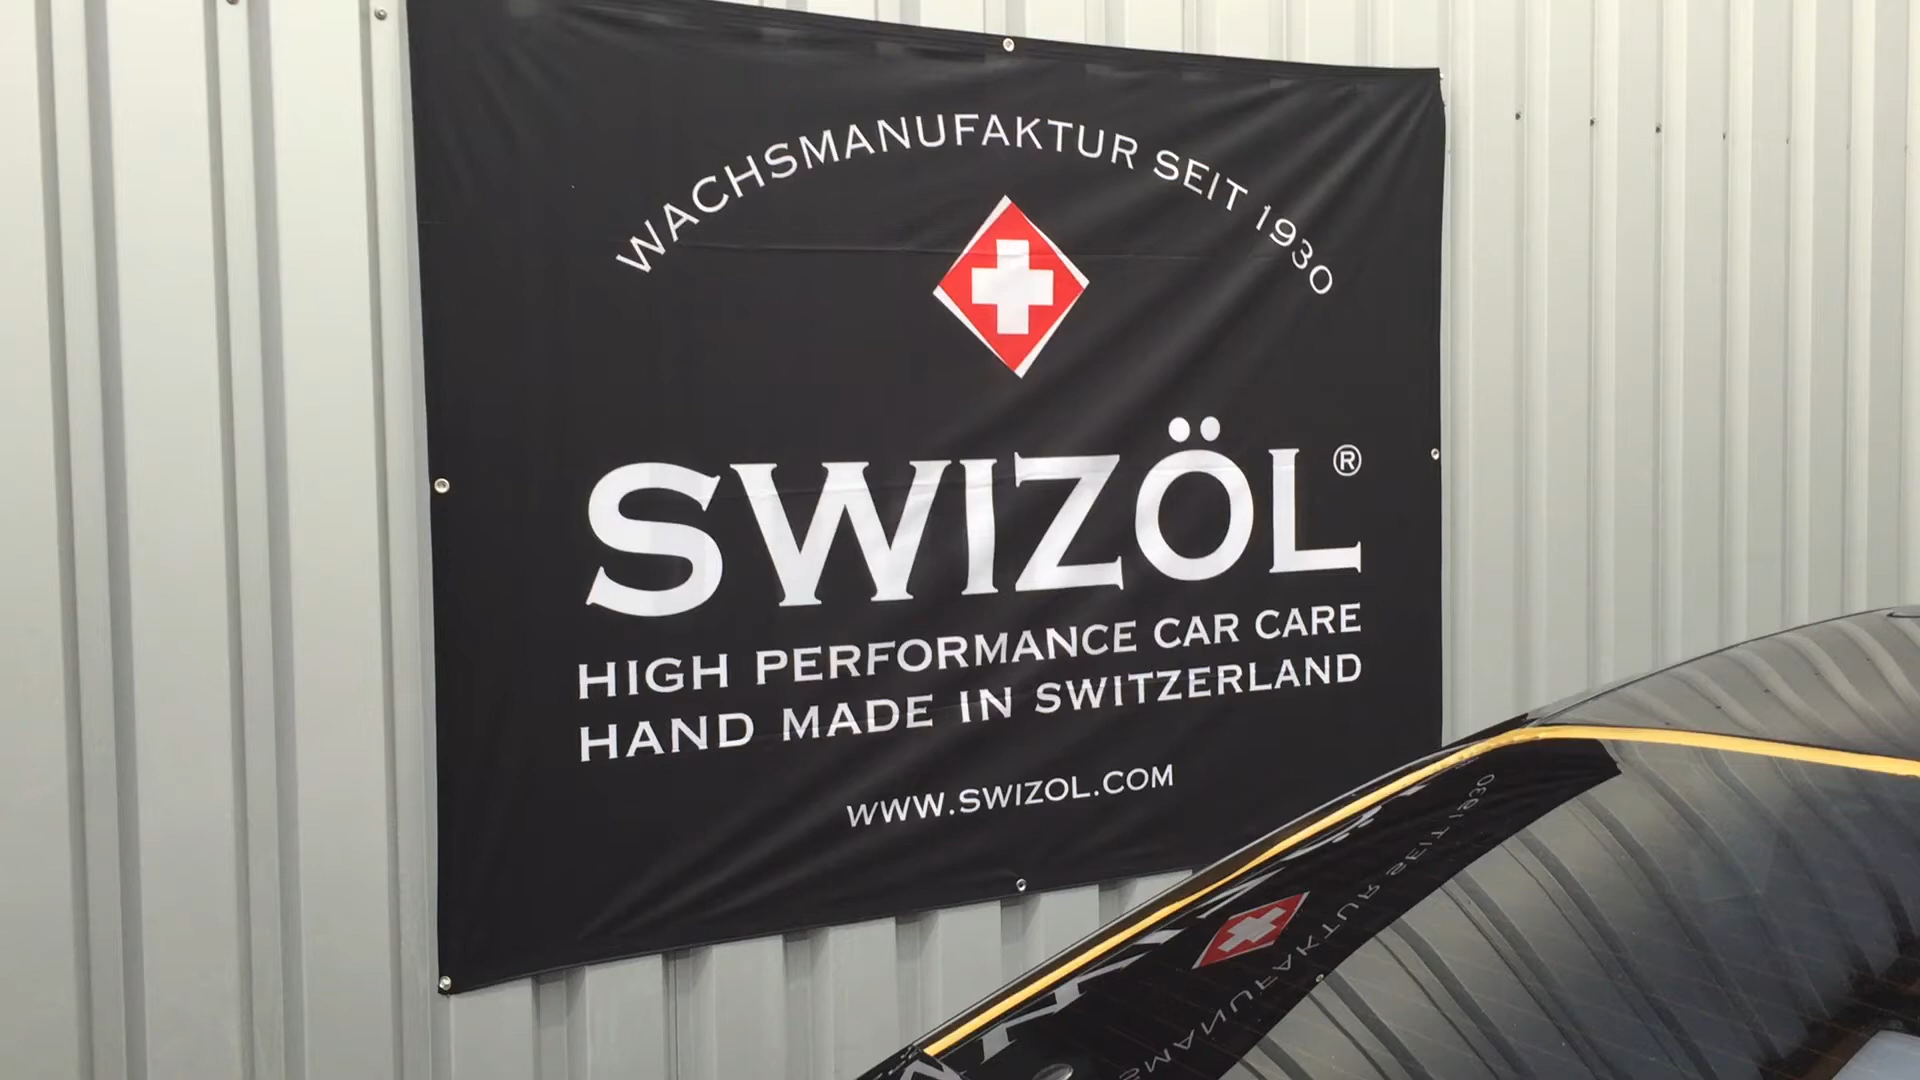 WACHSMANUFAKTUR SEIT 1930
SWIZÖL®
HIGH PERFORMANCE CAR CARE
HAND MADE IN SWITZERLAND
WWW.SWIZOL.COM